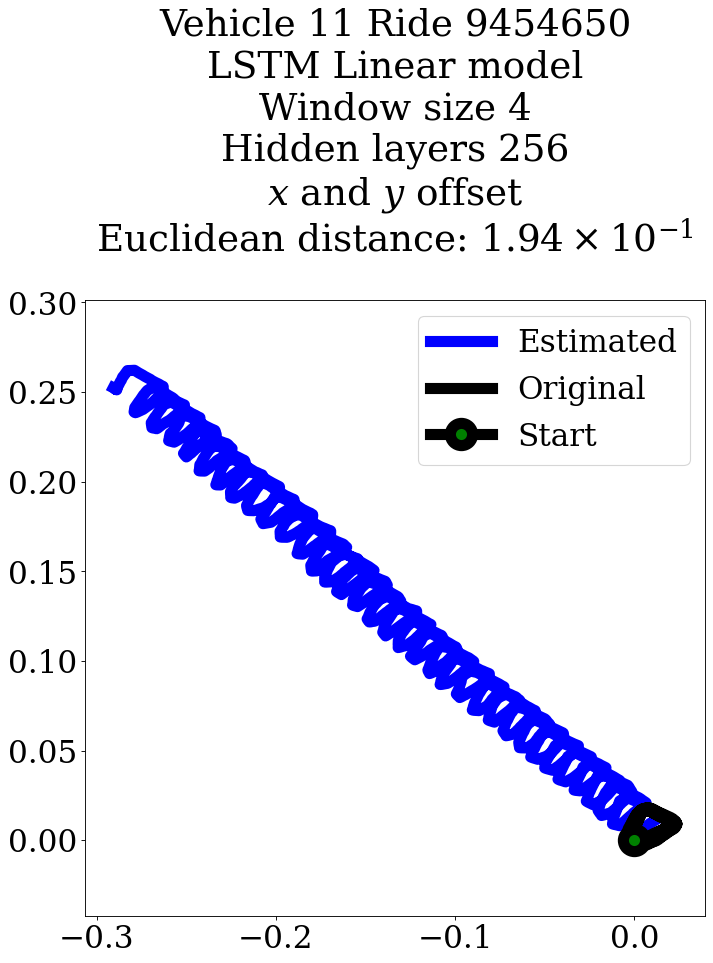 Vehicle 11 Ride 9454650
LSTM Linear model
Window size 4
Hidden layers 256
x and y offset
Euclidean distance: 1.94 × 10⁻¹
Estimated
Original
Start
0.30
0.25
0.20
0.15
0.10
0.05
0.00
−0.3
−0.2
−0.1
0.0